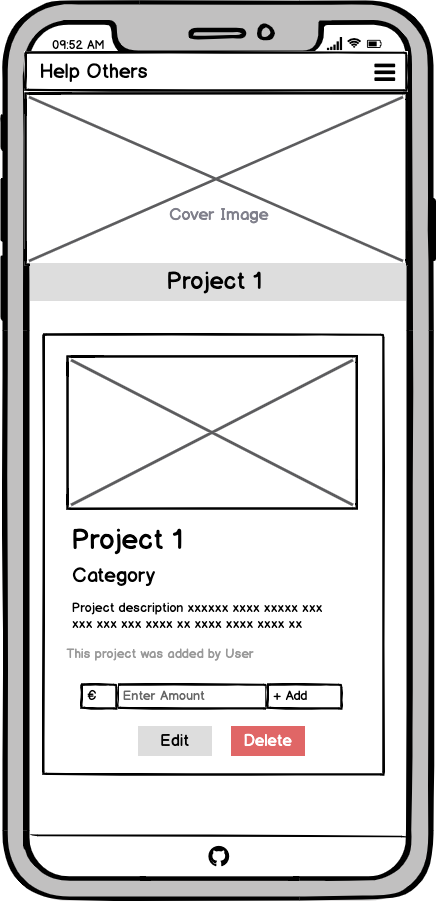 09:52 AM
Help Others
Cover Image
Project 1
Project 1
Category
Project description xxxxxx xxxx xxxxx xxx
xxx xxx xxx xxxx xx xxxx xxxx xxxx xx
This project was added by User
€ Enter Amount + Add
Edit Delete